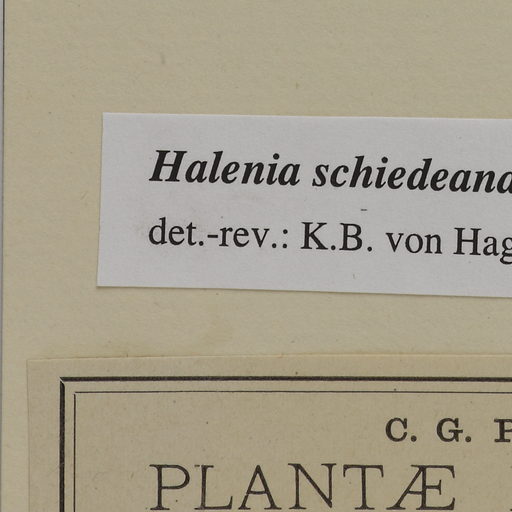 Halenia schiedeana
det.-rev.: K.B. von Hag
C. G. P
PLANTÆ